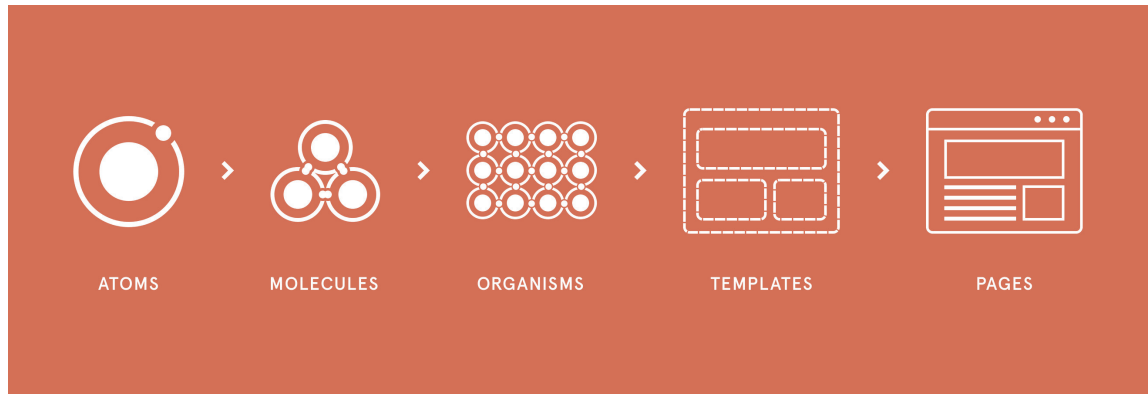 ATOMS
MOLECULES
ORGANISMS
TEMPLATES
PAGES